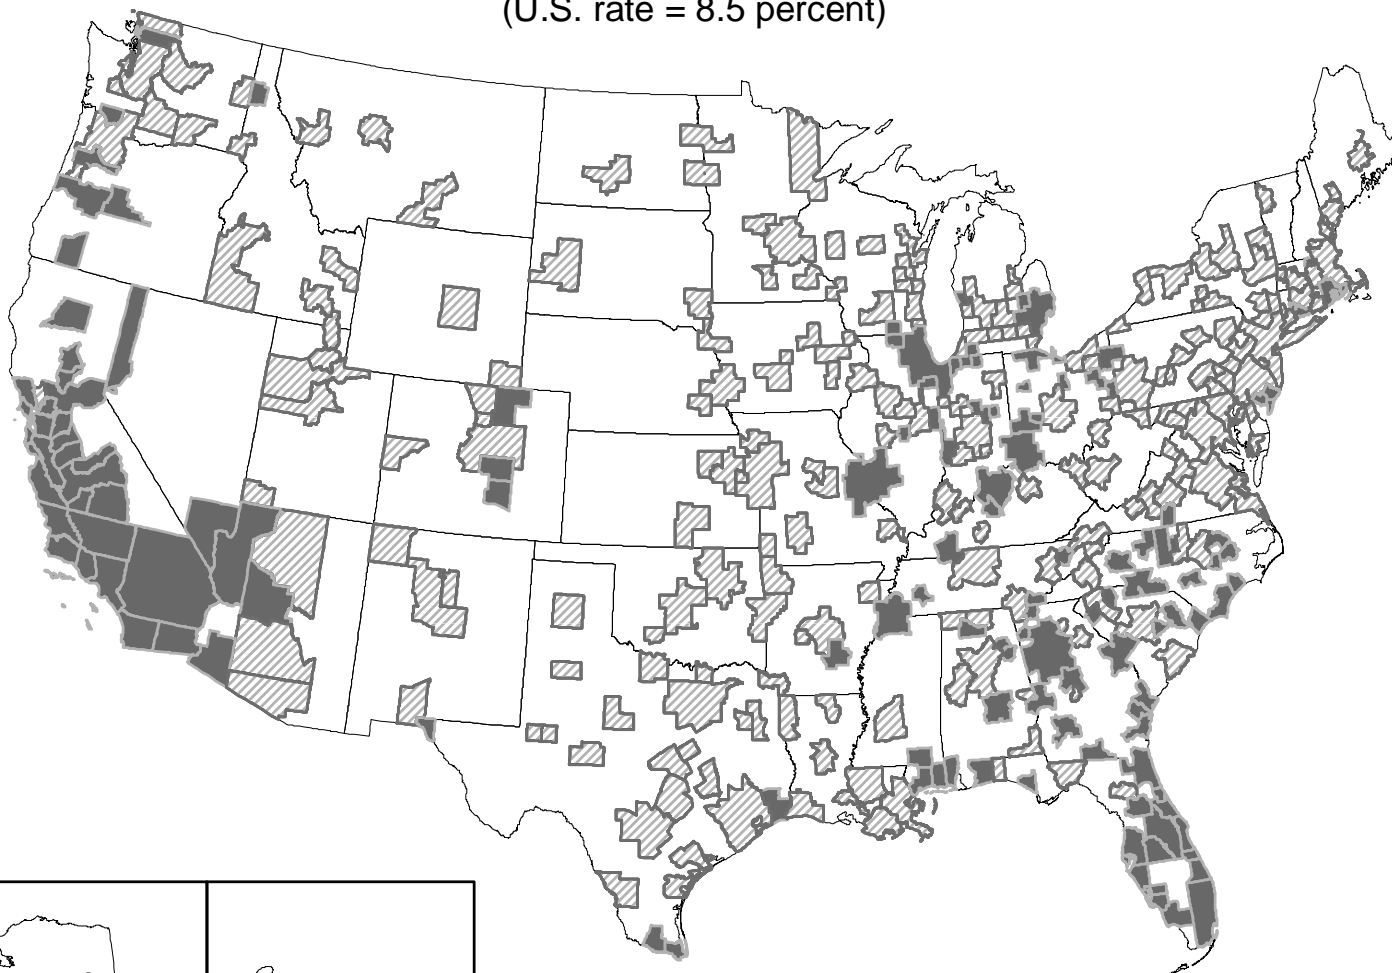 (U.S. rate = 8.5 percent)